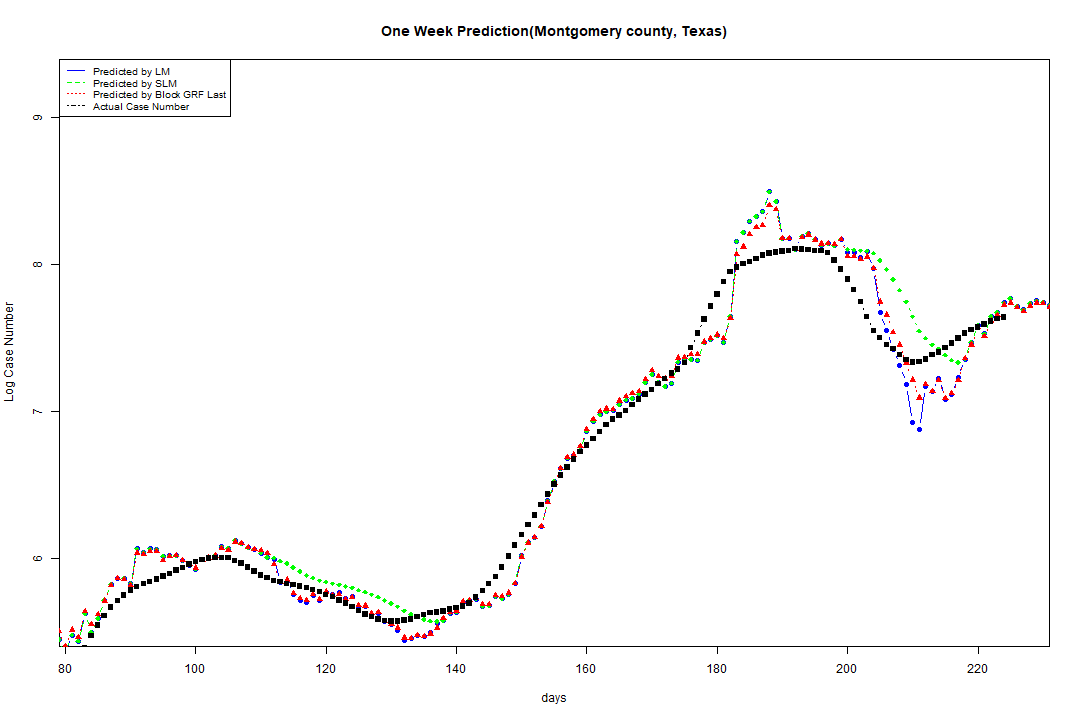 One Week Prediction(Montgomery county, Texas)
Predicted by LM
Predicted by SLM
Predicted by Block GRF Last
Actual Case Number
9
8
7
6
Log Case Number
80 100 120 140 160 180 200 220
days